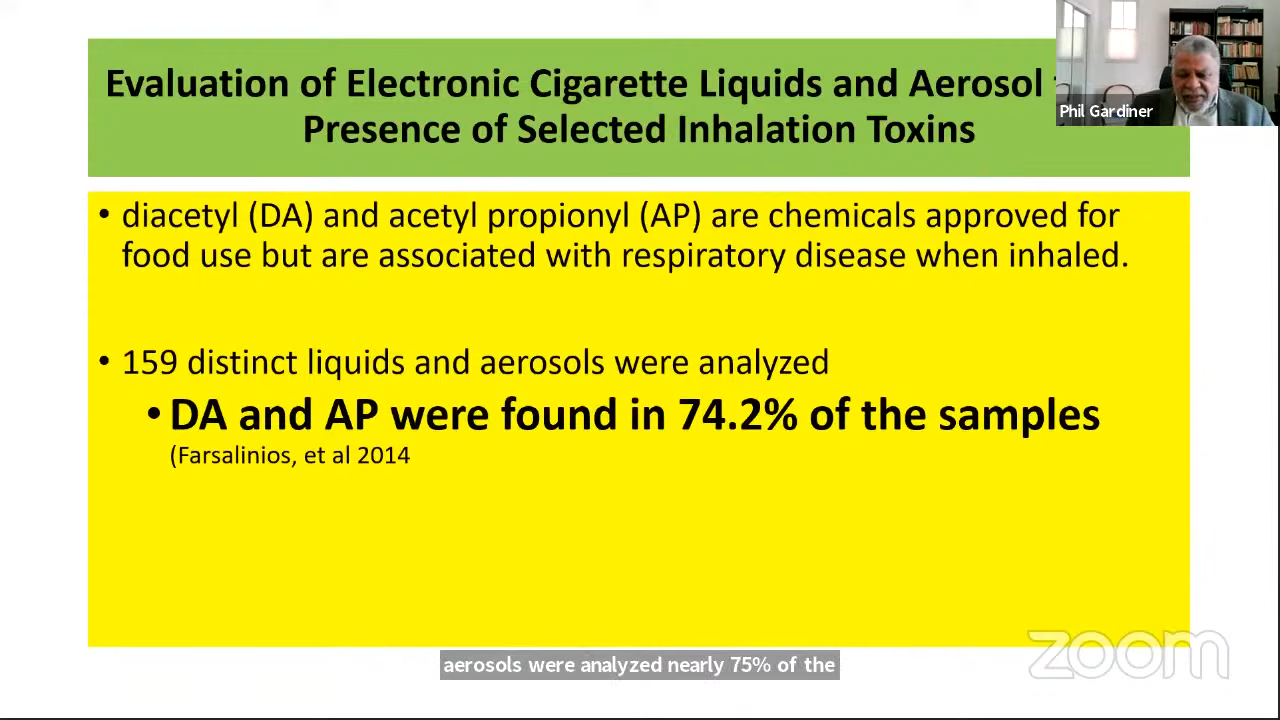 Evaluation of Electronic Cigarette Liquids and Aerosol
Presence of Selected Inhalation Toxins
Phil Gardiner
• diacetyl (DA) and acetyl propionyl (AP) are chemicals approved for
food use but are associated with respiratory disease when inhaled.
• 159 distinct liquids and aerosols were analyzed
• DA and AP were found in 74.2% of the samples
(Farsalinios, et al 2014
aerosols were analyzed nearly 75% of the
zoom